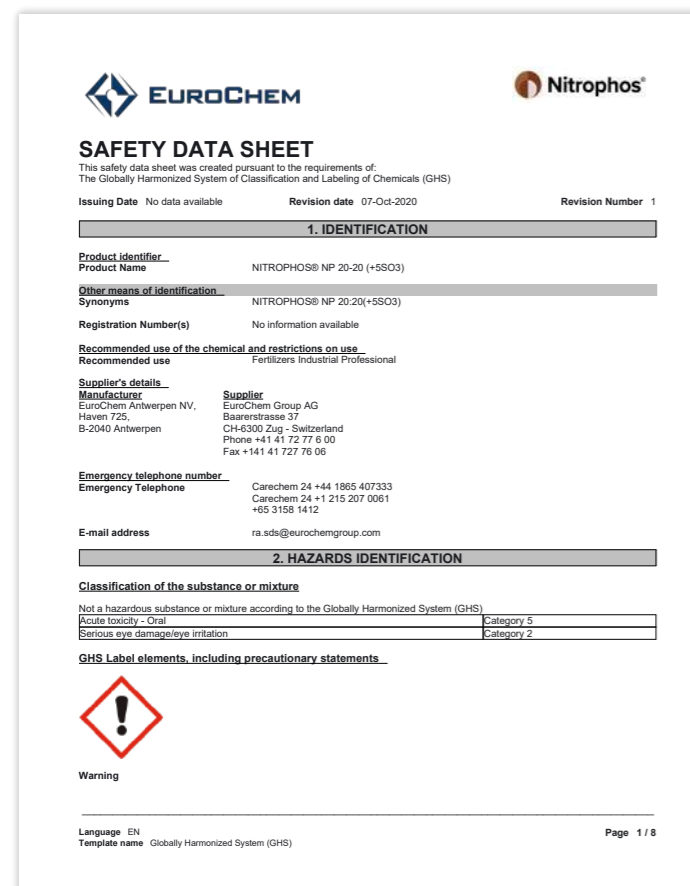 EUROCHEM
Nitrophos®
SAFETY DATA SHEET
This safety data sheet was created pursuant to the requirements of:
The Globally Harmonized System of Classification and Labeling of Chemicals (GHS)
Issuing Date No data available Revision date 07-Oct-2020 Revision Number 1
1. IDENTIFICATION
Product identifier
Product Name NITROPHOS® NP 20-20 (+5SO3)
Other means of identification
Synonyms NITROPHOS® NP 20:20(+5SO3)
Registration Number(s) No information available
Recommended use of the chemical and restrictions on use
Recommended use Fertilizers Industrial Professional
Supplier's details
Manufacturer Supplier
EuroChem Antwerpen NV, EuroChem Group AG
Haven 725, Baarerstrasse 37
B-2040 Antwerpen CH-6300 Zug - Switzerland
Phone +41 41 72 77 6 00
Fax +141 41 727 76 06
Emergency telephone number
Emergency Telephone Carechem 24 +44 1865 407333
Carechem 24 +1 215 207 0061
+65 3158 1412
E-mail address ra.sds@eurochemgroup.com
2. HAZARDS IDENTIFICATION
Classification of the substance or mixture
Not a hazardous substance or mixture according to the Globally Harmonized System (GHS)
Acute toxicity - Oral Category 5
Serious eye damage/eye irritation Category 2
GHS Label elements, including precautionary statements
Warning
Language EN Page 1 / 8
Template name Globally Harmonized System (GHS)